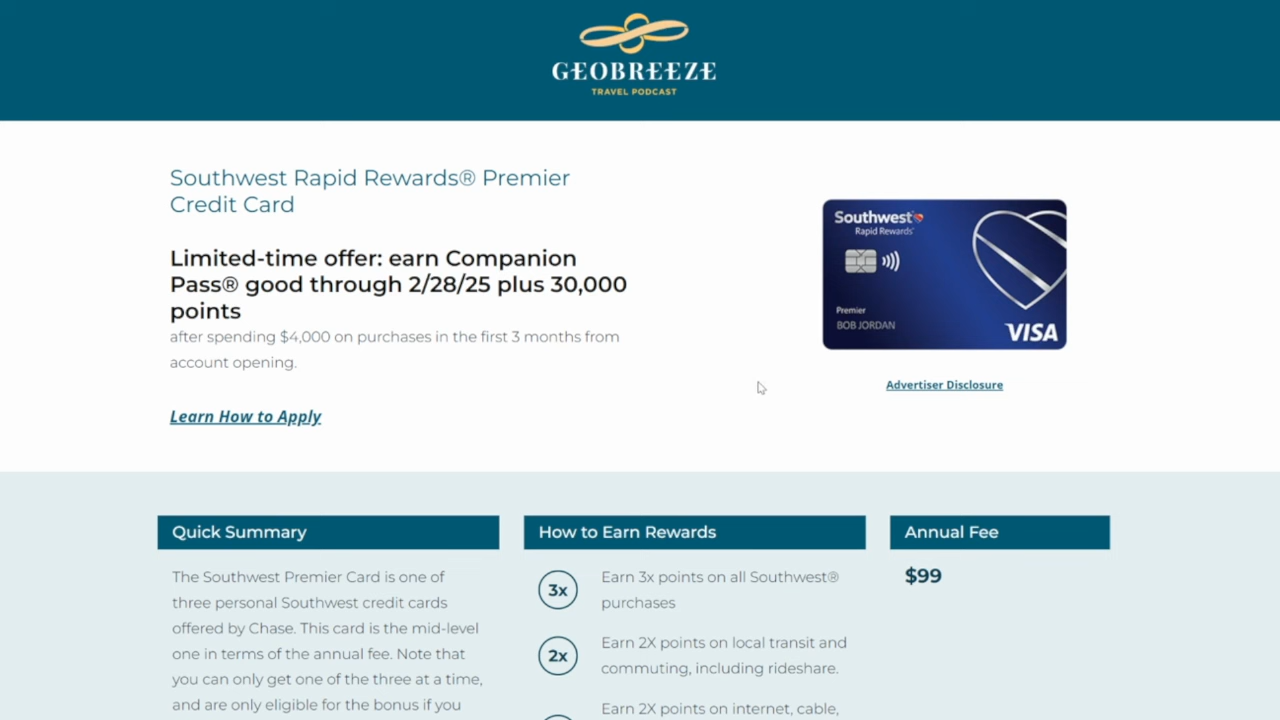 GEOBREEZE
TRAVEL PODCAST
Southwest Rapid Rewards® Premier
Credit Card
Limited-time offer: earn Companion
Pass® good through 2/28/25 plus 30,000
points
after spending $4,000 on purchases in the first 3 months from
account opening.
Learn How to Apply
Southwest
Rapid Rewards®
Premier
BOB JORDAN
VISA
Advertiser Disclosure
Quick Summary
The Southwest Premier Card is one of
three personal Southwest credit cards
offered by Chase. This card is the mid-level
one in terms of the annual fee. Note that
you can only get one of the three at a time,
and are only eligible for the bonus if you
How to Earn Rewards
3x
Earn 3x points on all Southwest®
purchases
2x
Earn 2X points on local transit and
commuting, including rideshare.
Earn 2X points on internet, cable,
Annual Fee
$99